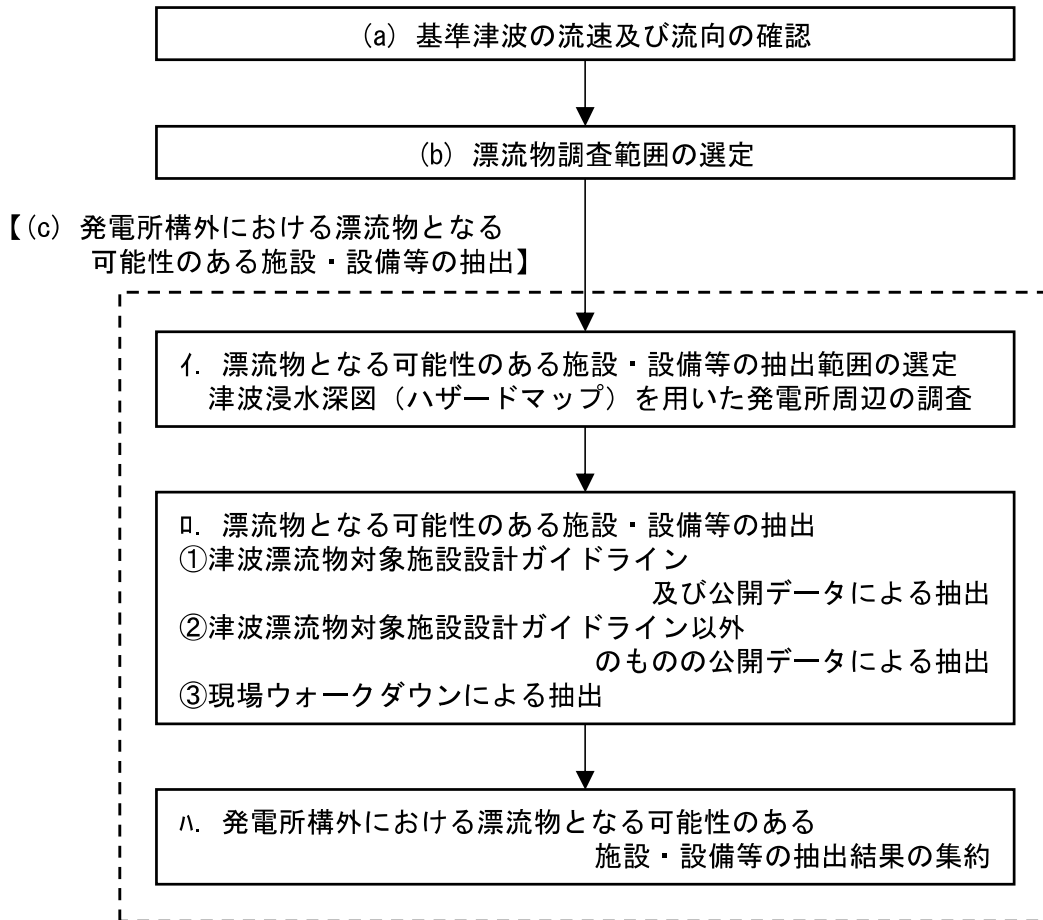 (a) 基準津波の流速及び流向の確認
(b) 漂流物調査範囲の選定
【(c) 発電所構外における漂流物となる
可能性のある施設・設備等の抽出】
ｲ. 漂流物となる可能性のある施設・設備等の抽出範囲の選定
津波浸水深図（ハザードマップ）を用いた発電所周辺の調査
ﾛ. 漂流物となる可能性のある施設・設備等の抽出
①津波漂流物対象施設設計ガイドライン
及び公開データによる抽出
②津波漂流物対象施設設計ガイドライン以外
のものの公開データによる抽出
③現場ウォークダウンによる抽出
ﾊ. 発電所構外における漂流物となる可能性のある
施設・設備等の抽出結果の集約